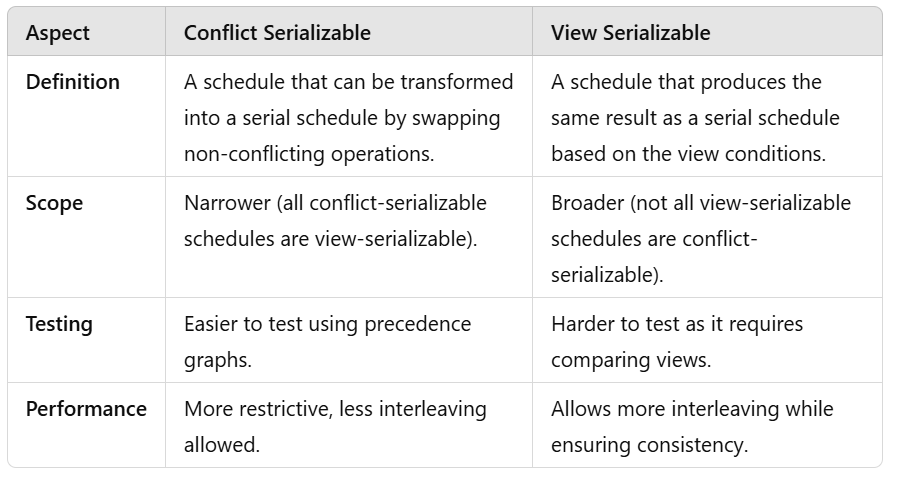 Aspect Conflict Serializable View Serializable
Definition A schedule that can be transformed A schedule that produces the
into a serial schedule by swapping same result as a serial schedule
non-conflicting operations. based on the view conditions.
Scope Narrower (all conflict-serializable Broader (not all view-serializable
schedules are view-serializable). schedules are conflict-
serializable).
Testing Easier to test using precedence Harder to test as it requires
graphs. comparing views.
Performance More restrictive, less interleaving Allows more interleaving while
allowed. ensuring consistency.